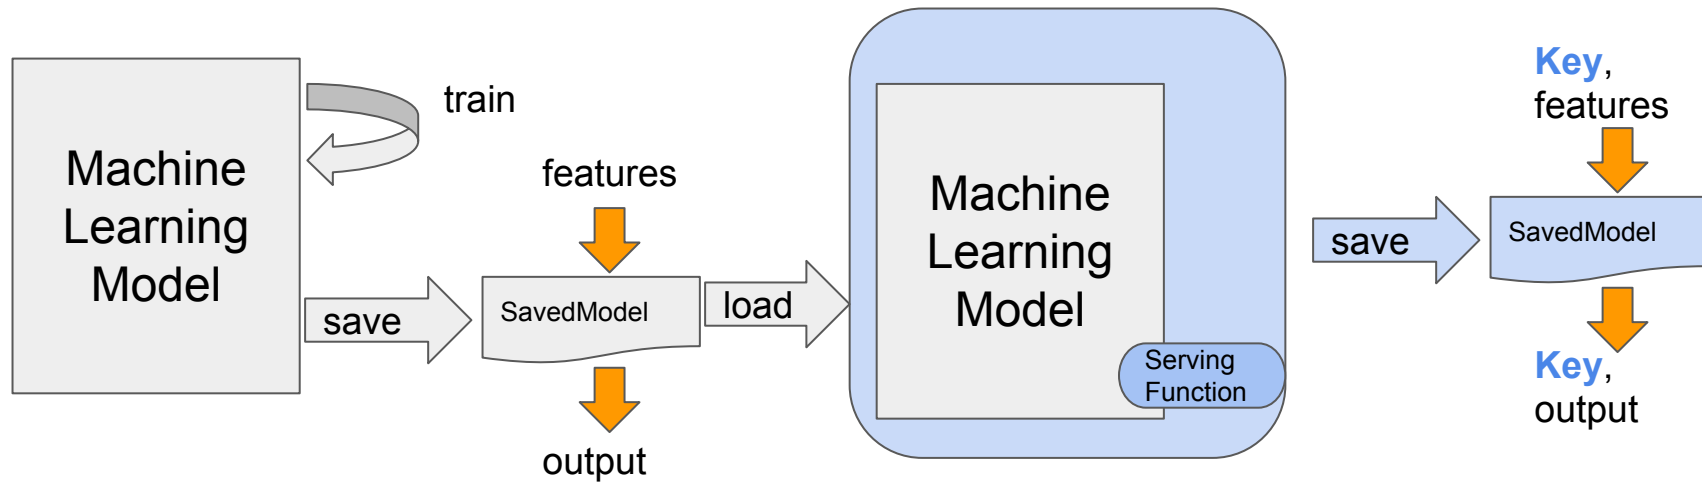 Machine
Learning
Model
train
save
features
SavedModel
output
load
Machine
Learning
Model
Serving
Function
save
Key,
features
SavedModel
Key,
output